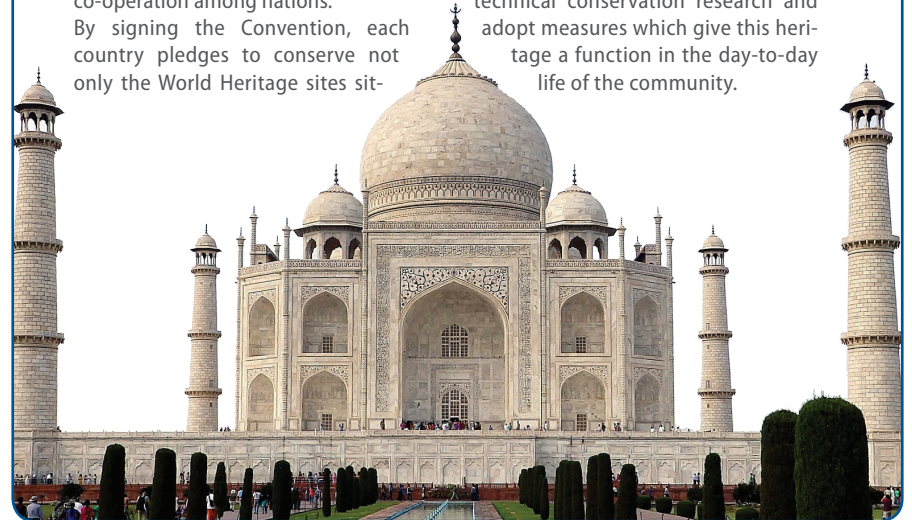 co-operation among nations.
By signing the Convention, each
country pledges to conserve not
only the World Heritage sites sit-
technical conservation research and
adopt measures which give this heri-
tage a function in the day-to-day
life of the community.